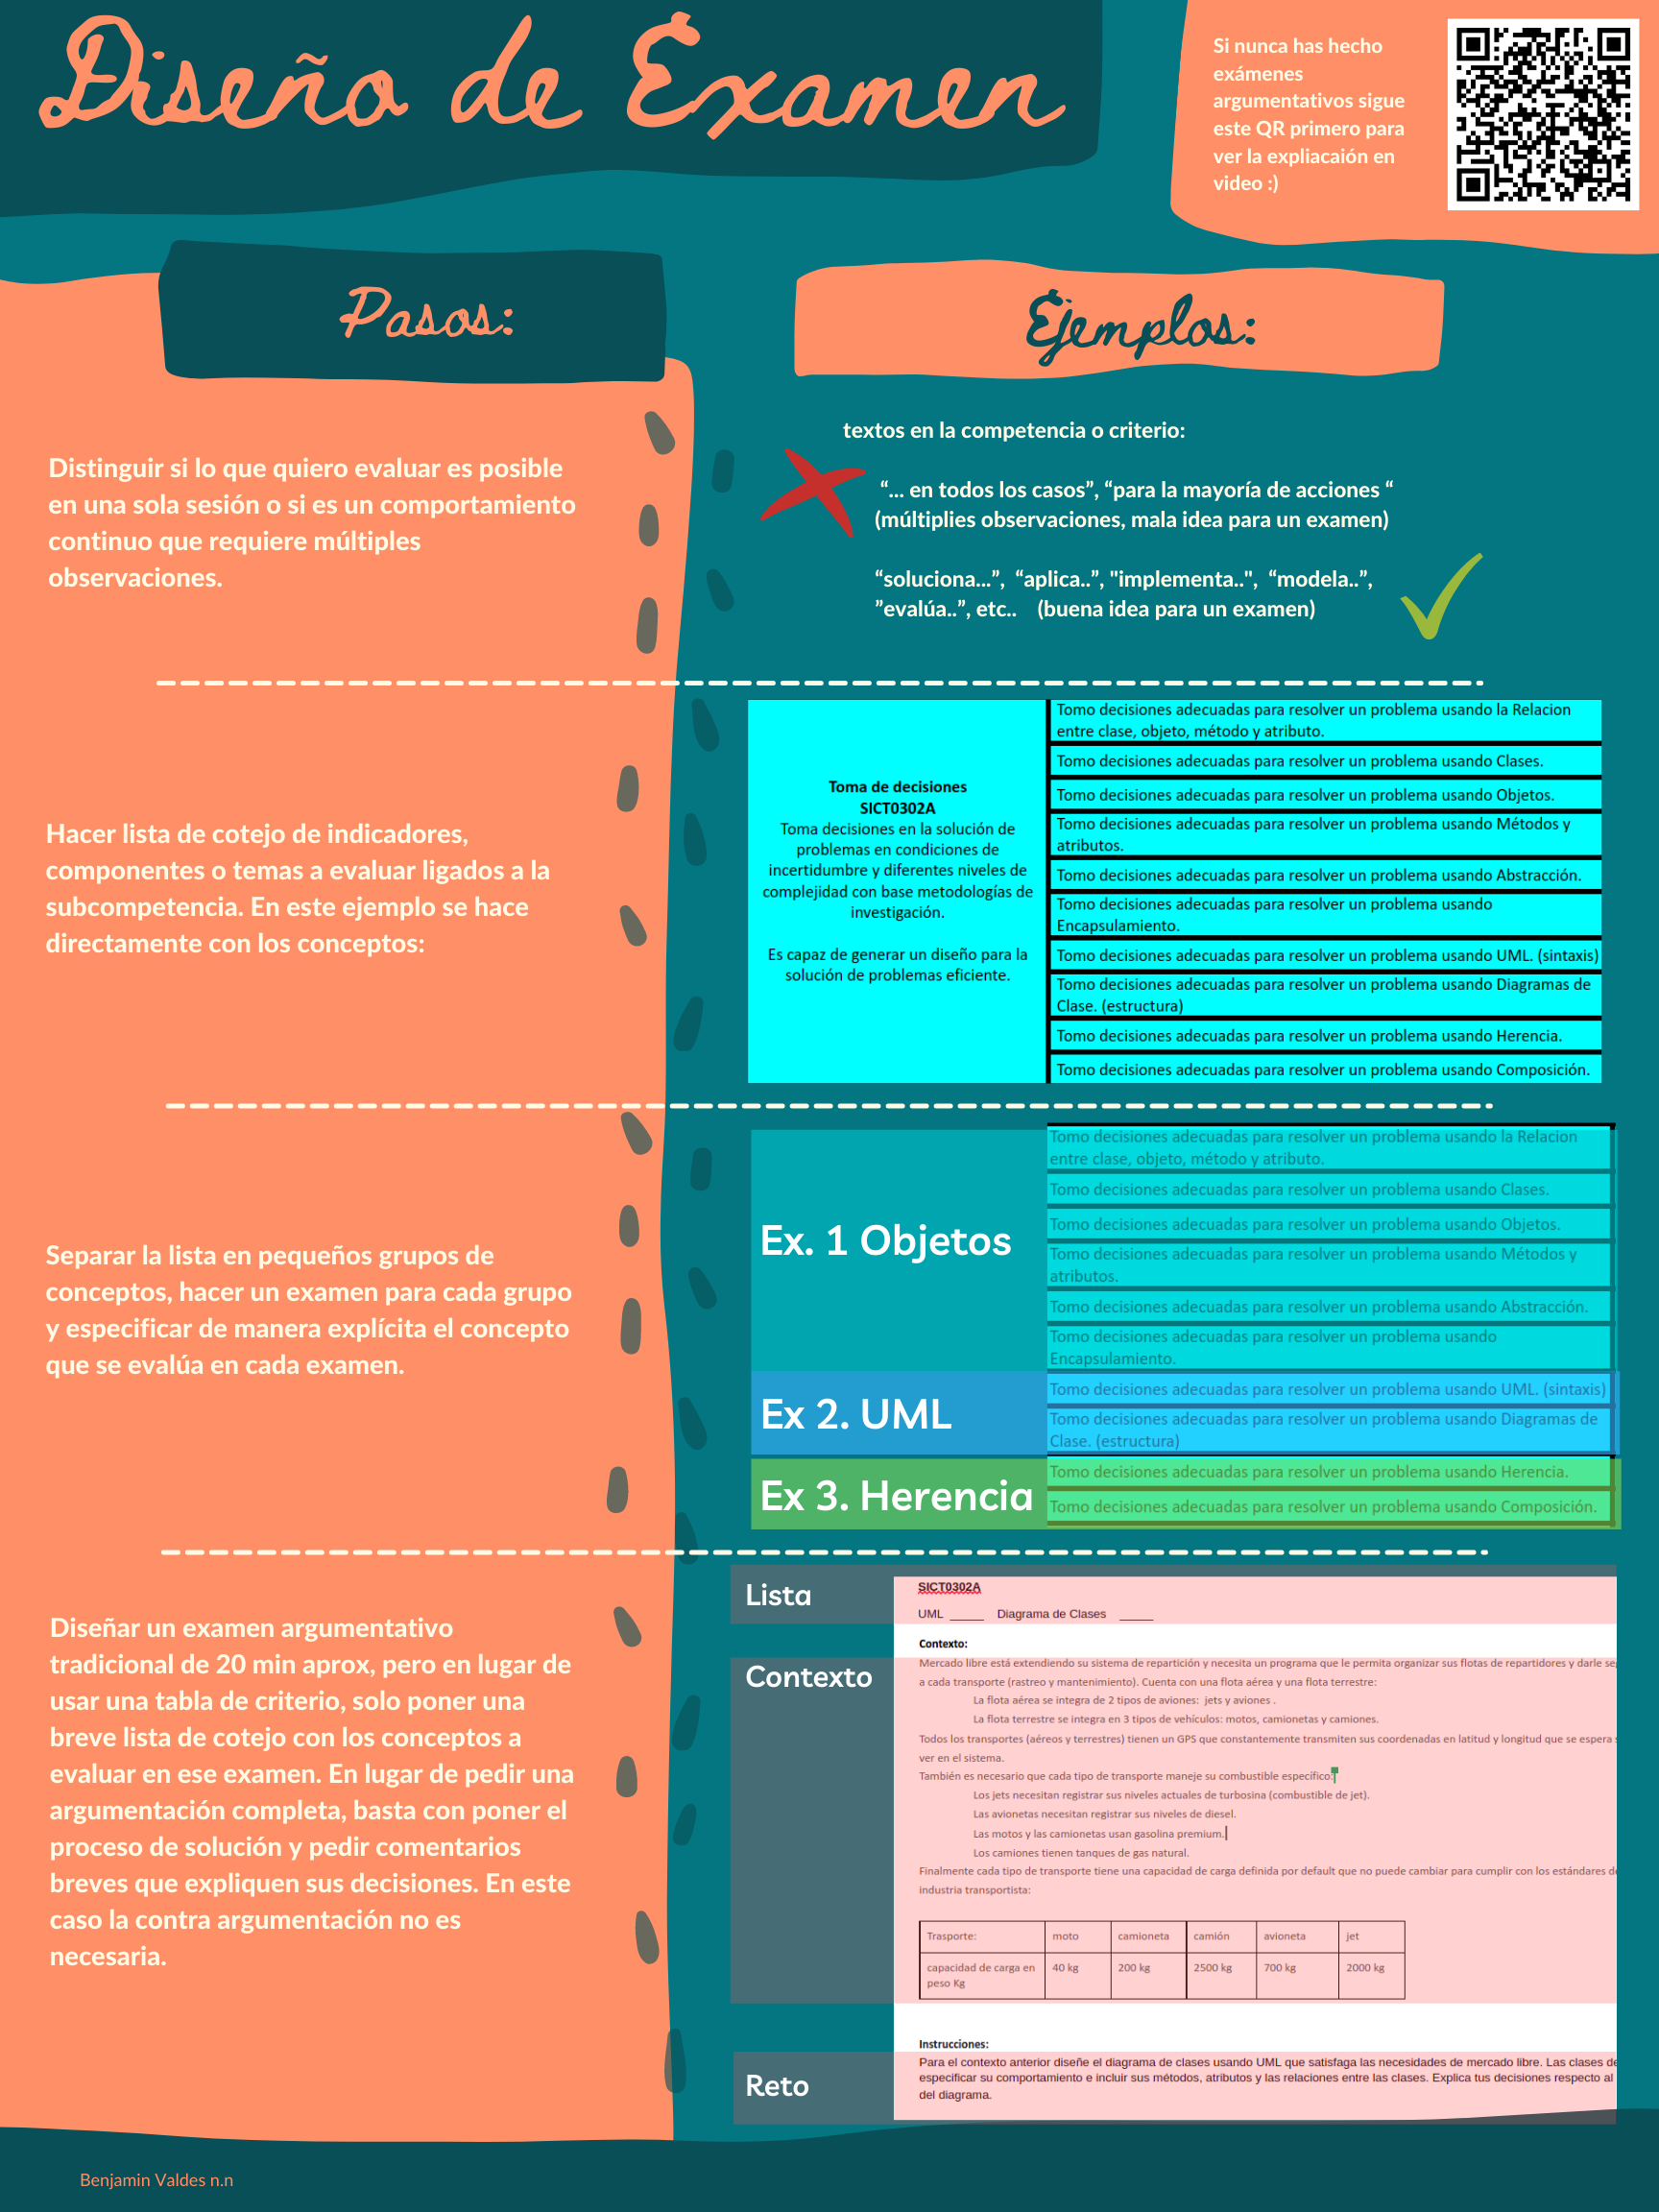 Diseño de Examen
Si nunca has hecho
exámenes
argumentativos sigue
este QR primero para
ver la expliacaión en
video :)
Pasos:
Ejemplos:
Distinguir si lo que quiero evaluar es posible
en una sola sesión o si es un comportamiento
continuo que requiere múltiples
observaciones.
textos en la competencia o criterio:
“... en todos los casos”, “para la mayoría de acciones “
(múltiplies observaciones, mala idea para un examen)
“soluciona...”, “aplica..”, "implementa..", “modela..”,
”evalúa..”, etc.. (buena idea para un examen)
Hacer lista de cotejo de indicadores,
componentes o temas a evaluar ligados a la
subcompetencia. En este ejemplo se hace
directamente con los conceptos:
Toma de decisiones
SICT0302A
Toma decisiones en la solución de
problemas en condiciones de
incertidumbre y diferentes niveles de
complejidad con base metodologías de
investigación.
Es capaz de generar un diseño para la
solución de problemas eficiente.
Tomo decisiones adecuadas para resolver un problema usando la Relacion
entre clase, objeto, método y atributo.
Tomo decisiones adecuadas para resolver un problema usando Clases.
Tomo decisiones adecuadas para resolver un problema usando Objetos.
Tomo decisiones adecuadas para resolver un problema usando Métodos y
atributos.
Tomo decisiones adecuadas para resolver un problema usando Abstracción.
Tomo decisiones adecuadas para resolver un problema usando
Encapsulamiento.
Tomo decisiones adecuadas para resolver un problema usando UML. (sintaxis)
Tomo decisiones adecuadas para resolver un problema usando Diagramas de
Clase. (estructura)
Tomo decisiones adecuadas para resolver un problema usando Herencia.
Tomo decisiones adecuadas para resolver un problema usando Composición.
Separar la lista en pequeños grupos de
conceptos, hacer un examen para cada grupo
y especificar de manera explícita el concepto
que se evalúa en cada examen.
Ex. 1 Objetos
Tomo decisiones adecuadas para resolver un problema usando la Relacion
entre clase, objeto, método y atributo.
Tomo decisiones adecuadas para resolver un problema usando Clases.
Tomo decisiones adecuadas para resolver un problema usando Objetos.
Tomo decisiones adecuadas para resolver un problema usando Métodos y
atributos.
Tomo decisiones adecuadas para resolver un problema usando Abstracción.
Tomo decisiones adecuadas para resolver un problema usando
Encapsulamiento.
Ex 2. UML
Tomo decisiones adecuadas para resolver un problema usando UML. (sintaxis)
Tomo decisiones adecuadas para resolver un problema usando Diagramas de
Clase. (estructura)
Ex 3. Herencia
Tomo decisiones adecuadas para resolver un problema usando Herencia.
Tomo decisiones adecuadas para resolver un problema usando Composición.
Diseñar un examen argumentativo
tradicional de 20 min aprox, pero en lugar de
usar una tabla de criterio, solo poner una
breve lista de cotejo con los conceptos a
evaluar en ese examen. En lugar de pedir una
argumentación completa, basta con poner el
proceso de solución y pedir comentarios
breves que expliquen sus decisiones. En este
caso la contra argumentación no es
necesaria.
Lista
SICT0302A
UML _____ Diagrama de Clases _____
Contexto
Contexto:
Mercado libre está extendiendo su sistema de repartición y necesita un programa que le permita organizar sus flotas de repartidores y darle
a cada transporte (rastreo y mantenimiento). Cuenta con una flota aérea y una flota terrestre:
La flota aérea se integra de 2 tipos de aviones: jets y aviones .
La flota terrestre se integra en 3 tipos de vehículos: motos, camionetas y camiones.
Todos los transportes (aéreos y terrestres) tienen un GPS que constantemente transmiten sus coordenadas en latitud y longitud que se espera
ver en el sistema.
También es necesario que cada tipo de transporte maneje su combustible específico:
Los jets necesitan registrar sus niveles actuales de turbosina (combustible de jet).
Las avionetas necesitan registrar sus niveles de diesel.
Las motos y las camionetas usan gasolina premium.
Los camiones tienen tanques de gas natural.
Finalmente cada tipo de transporte tiene una capacidad de carga definida por default que no puede cambiar para cumplir con los estándares
industria transportista:
Trasporte: moto camioneta camión avioneta jet
capacidad de carga en 40 kg 200 kg 2500 kg 700 kg 2000 kg
peso Kg
Reto
Instrucciones:
Para el contexto anterior diseñe el diagrama de clases usando UML que satisfaga las necesidades de mercado libre. Las clases
especificar su comportamiento e incluir sus métodos, atributos y las relaciones entre las clases. Explica tus decisiones respecto al
del diagrama.
Benjamin Valdes n.n